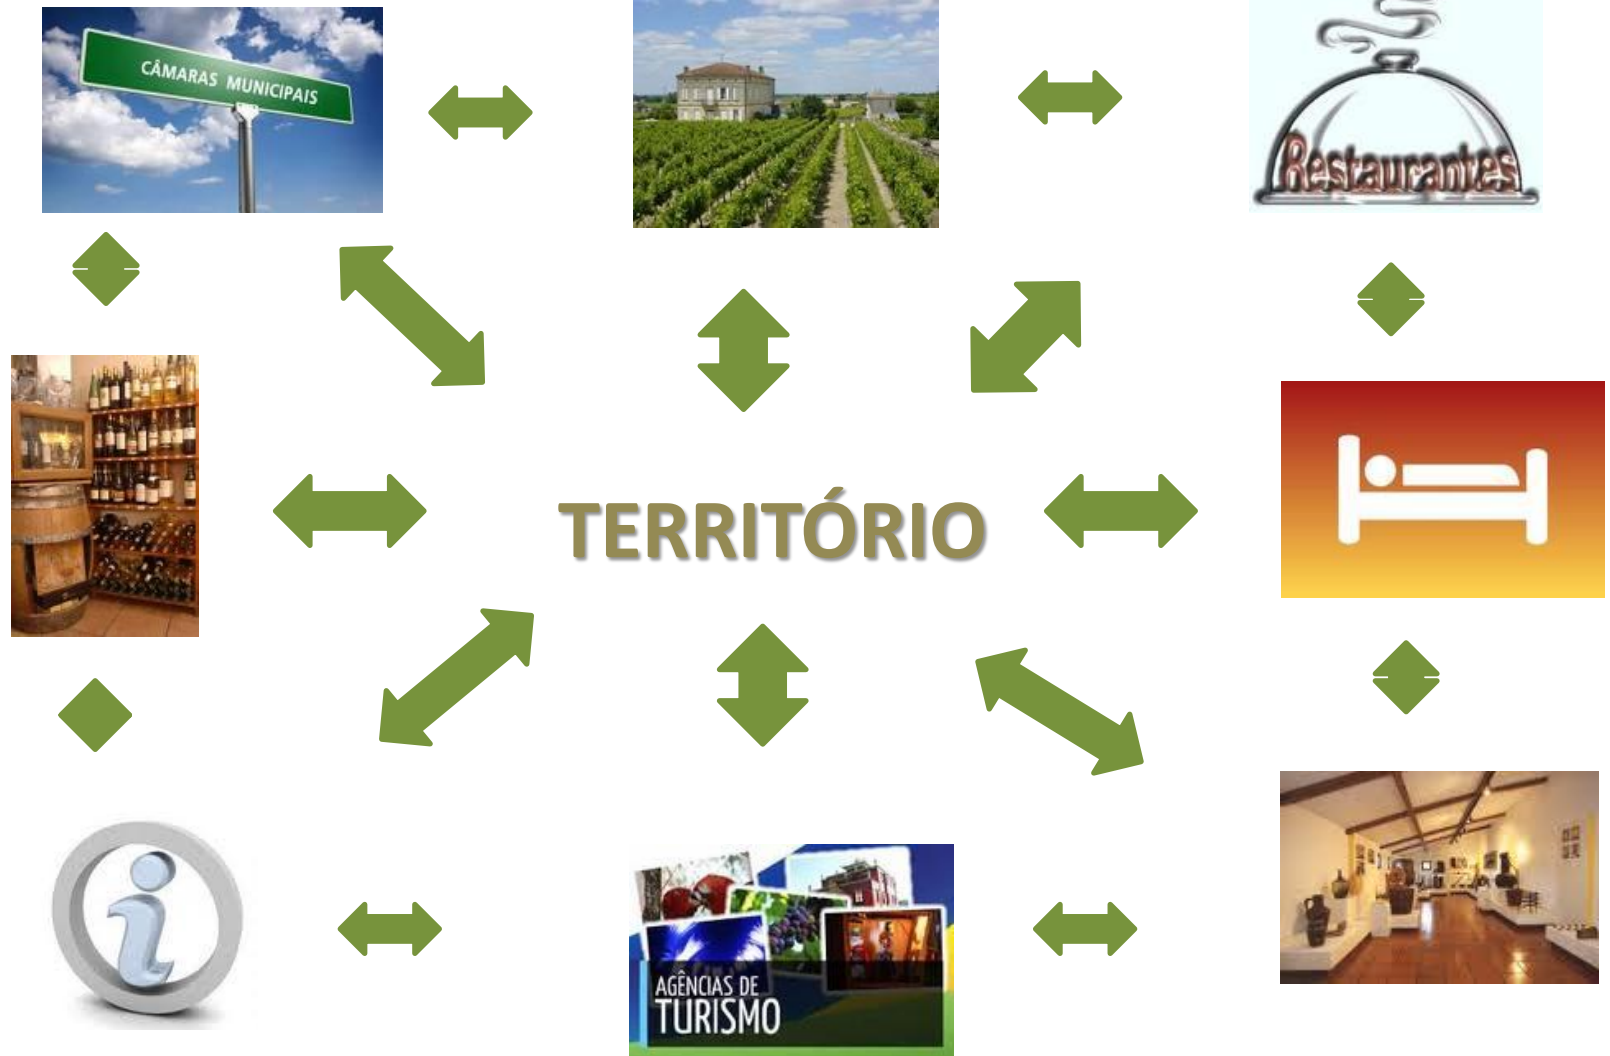 CÂMARAS MUNICIPAIS
Restaurantes
TERRITÓRIO
AGÊNCIAS DE
TURISMO